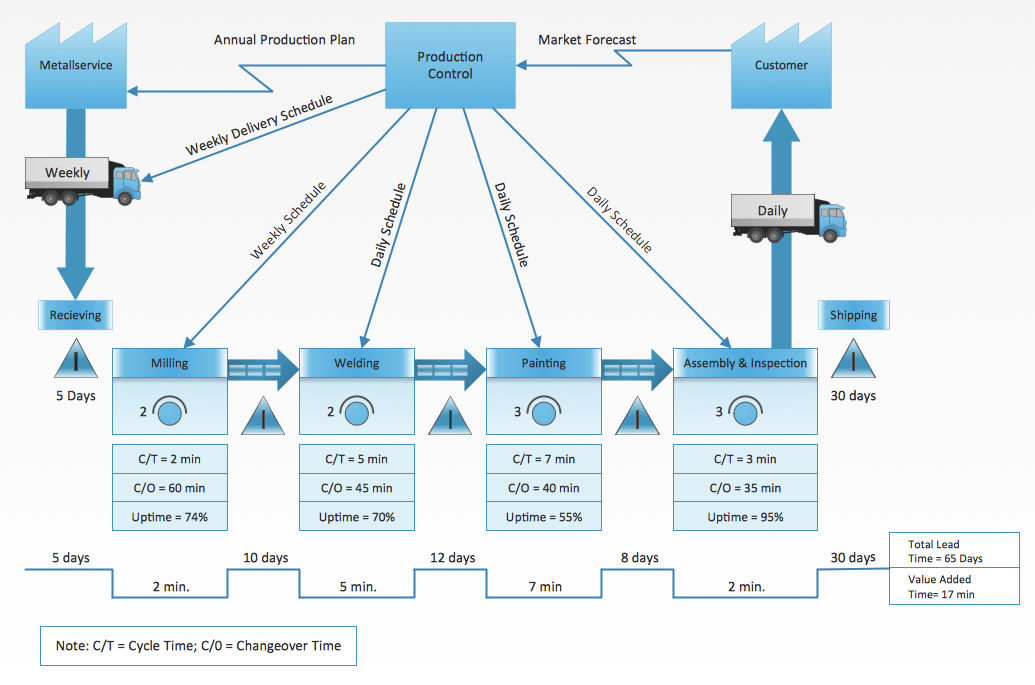 Metallservice
Annual Production Plan
Production
Control
Market Forecast
Customer
Weekly Delivery Schedule
Weekly
Weekly Schedule
Daily Schedule
Daily Schedule
Daily Schedule
Daily
Recieving
Shipping
5 Days
30 days
Milling
Welding
Painting
Assembly & Inspection
2
2
3
3
C/T = 2 min
C/T = 5 min
C/T = 7 min
C/T = 3 min
C/O = 60 min
C/O = 45 min
C/O = 40 min
C/O = 35 min
Uptime = 74%
Uptime = 70%
Uptime = 55%
Uptime = 95%
5 days
10 days
12 days
8 days
30 days
2 min.
5 min.
7 min
2 min.
Total Lead
Time = 65 Days
Value Added
Time= 17 min
Note: C/T = Cycle Time; C/0 = Changeover Time